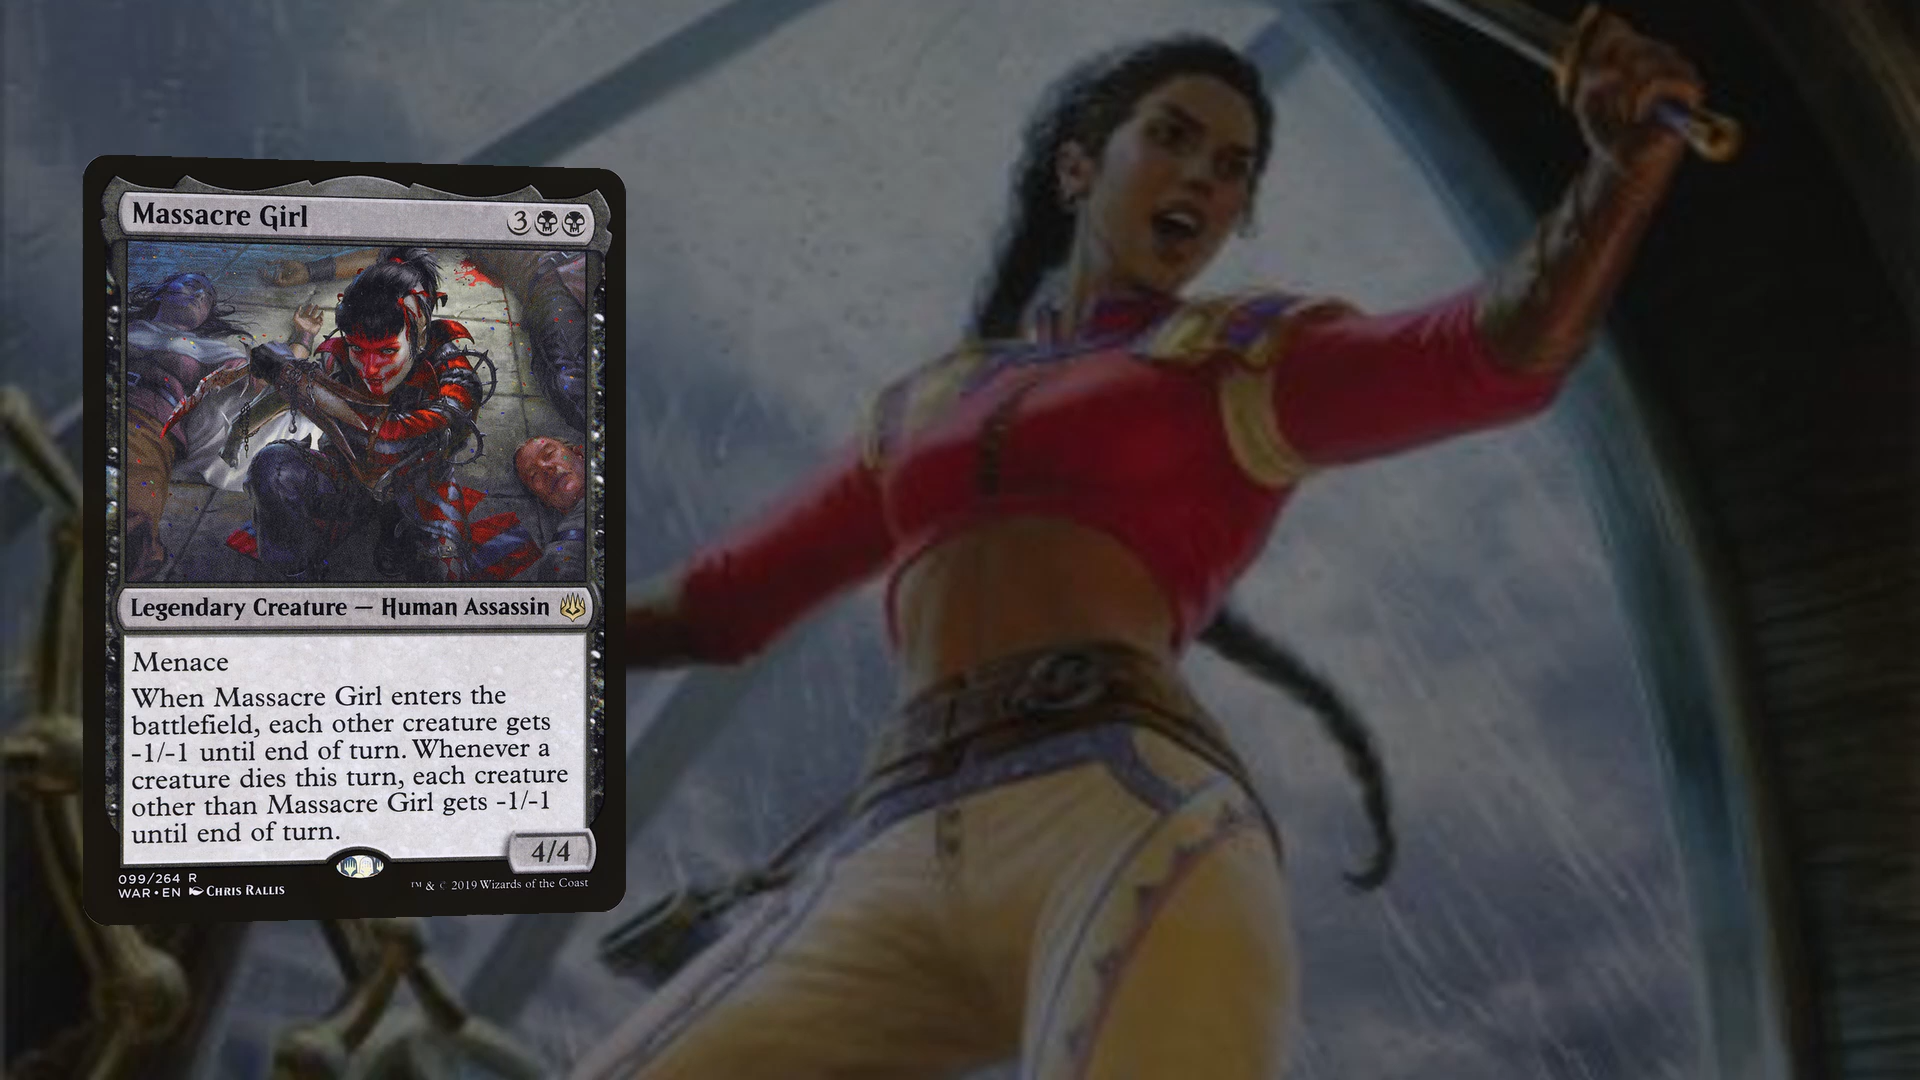 Massacre Girl
3
Legendary Creature — Human Assassin
Menace
When Massacre Girl enters the
battlefield, each other creature gets
-1/-1 until end of turn. Whenever a
creature dies this turn, each creature
other than Massacre Girl gets -1/-1
until end of turn.
4/4
099/264 R
WAR • EN Chris Rallis
™ & © 2019 Wizards of the Coast